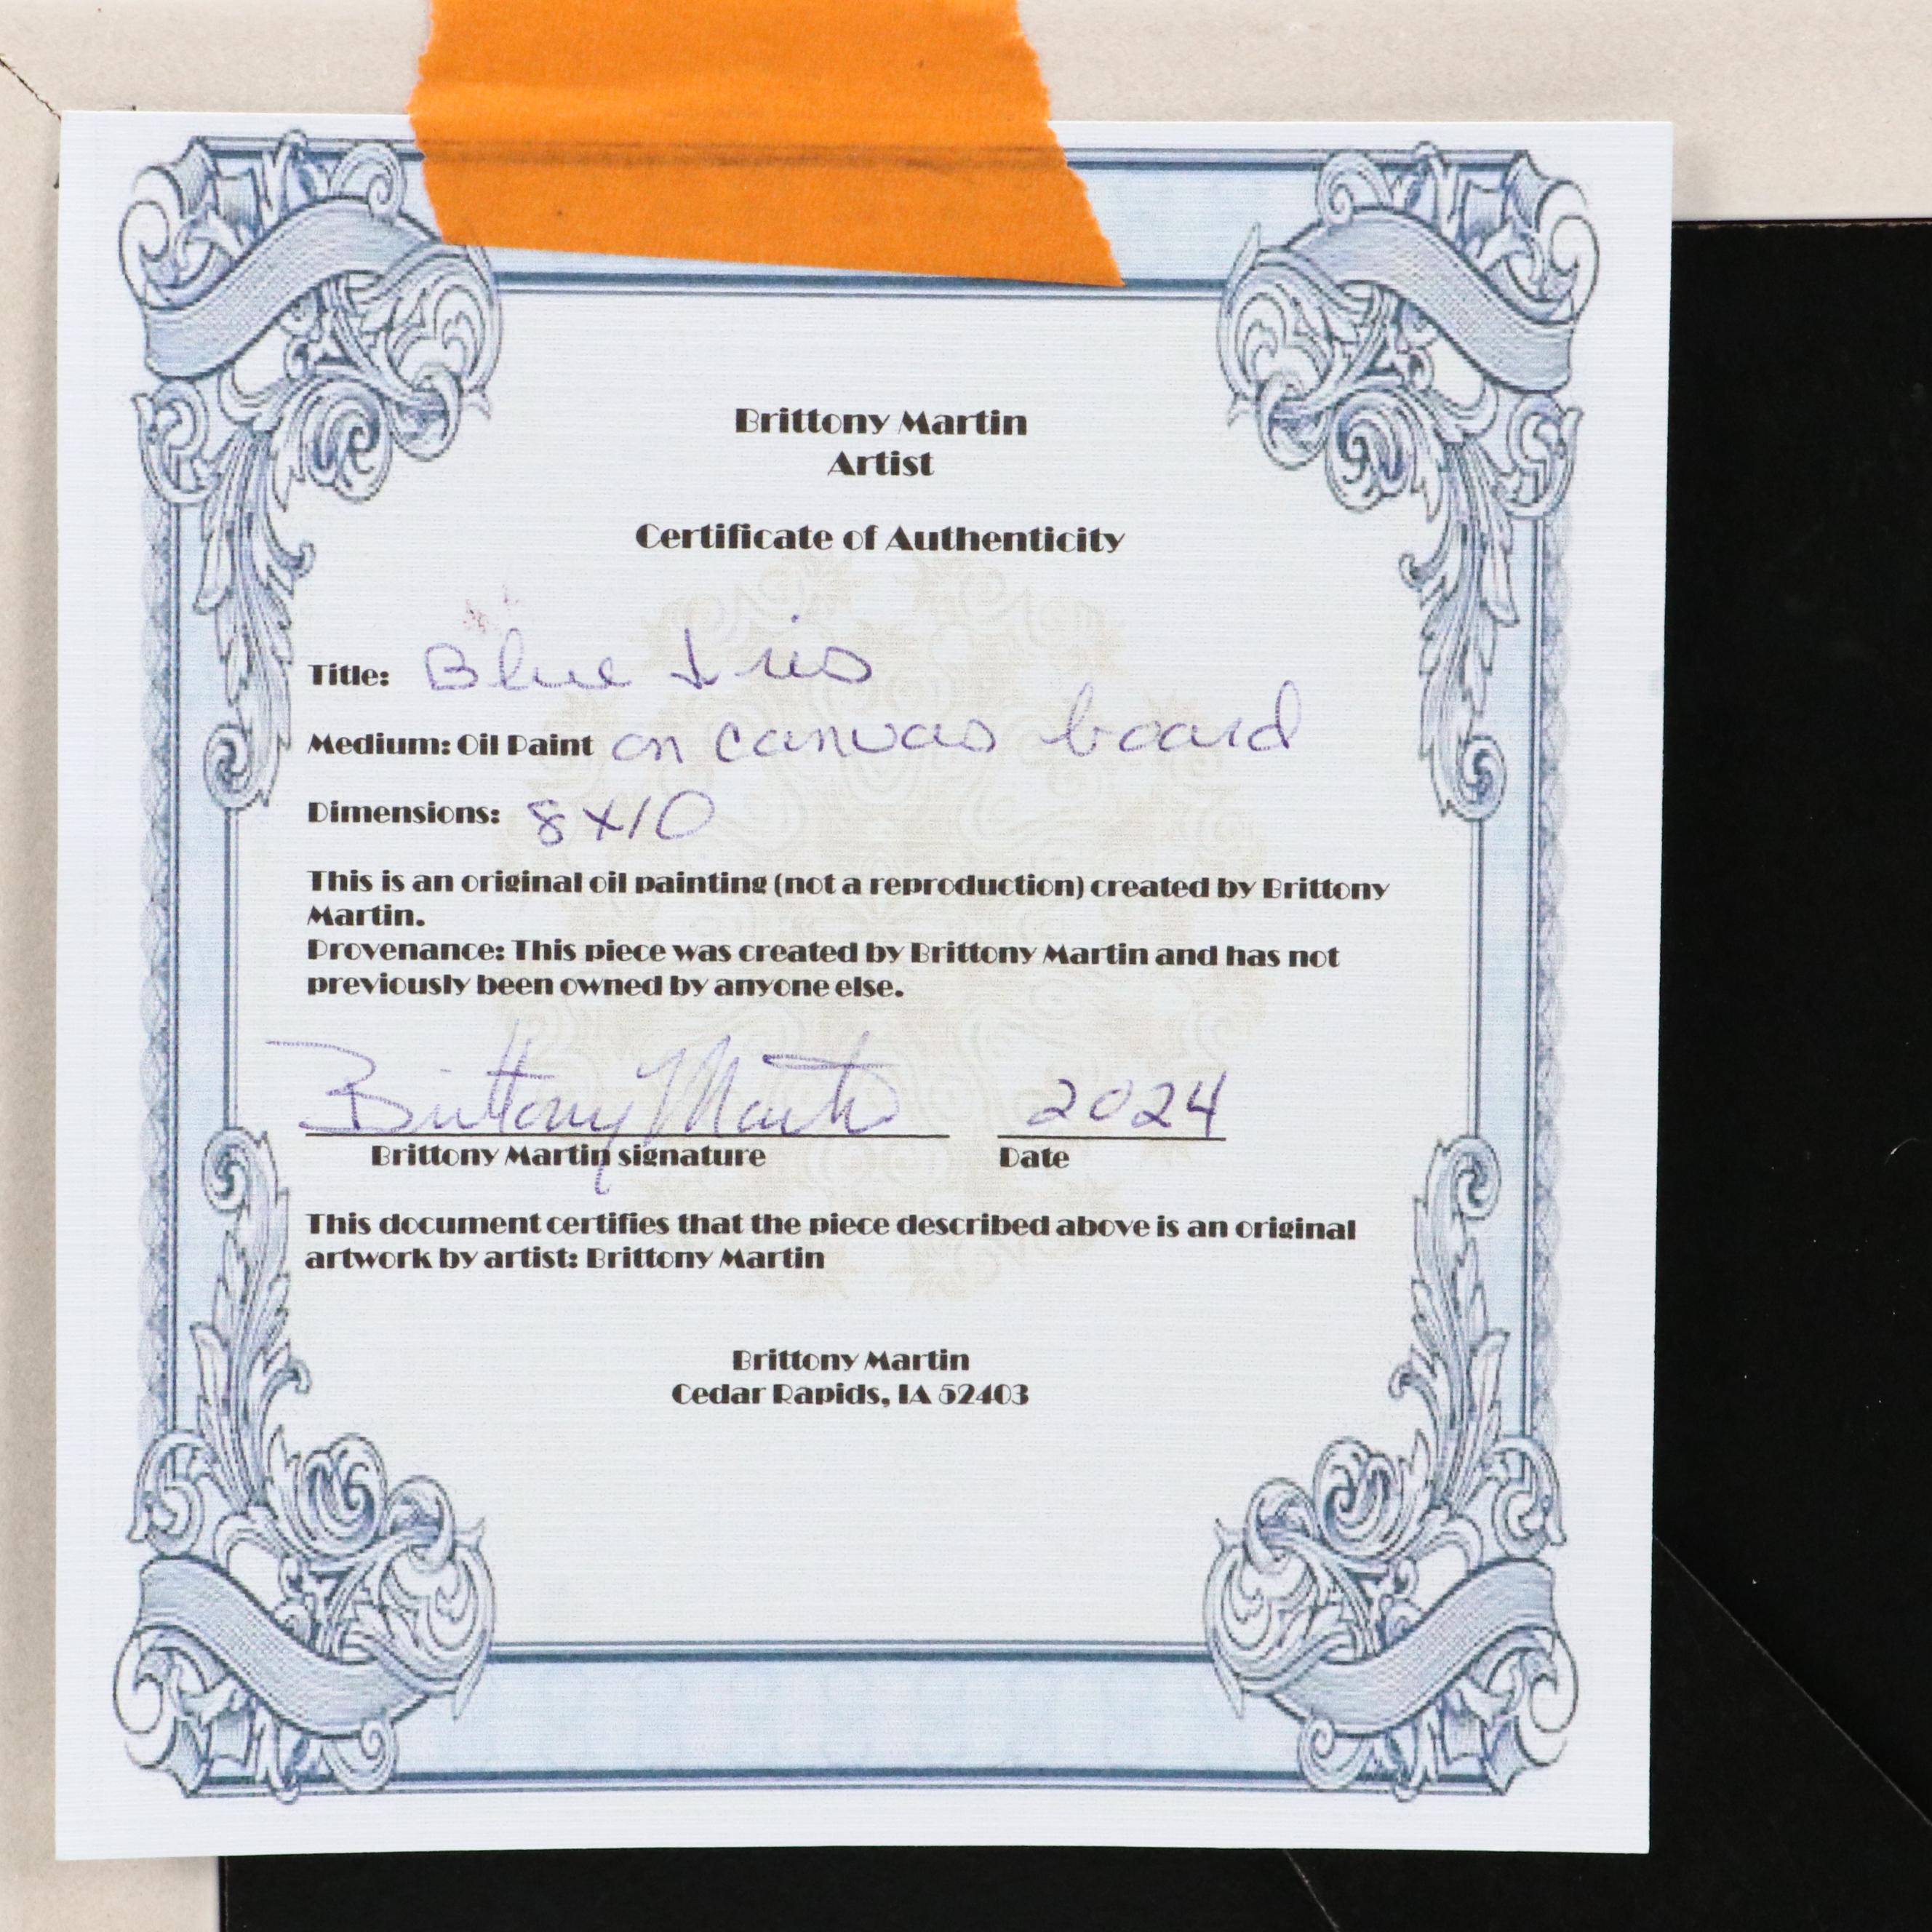 Brittony Martin
Artist
Certificate of Authenticity
Title: Blue Iris
Medium: Oil Paint on canvas board
Dimensions: 8x10
This is an original oil painting (not a reproduction) created by Brittony
Martin.
Provenance: This piece was created by Brittony Martin and has not
previously been owned by anyone else.
Brittony Martin 2024
Brittony Martin signature Date
This document certifies that the piece described above is an original
artwork by artist: Brittony Martin
Brittony Martin
Cedar Rapids, IA 52403